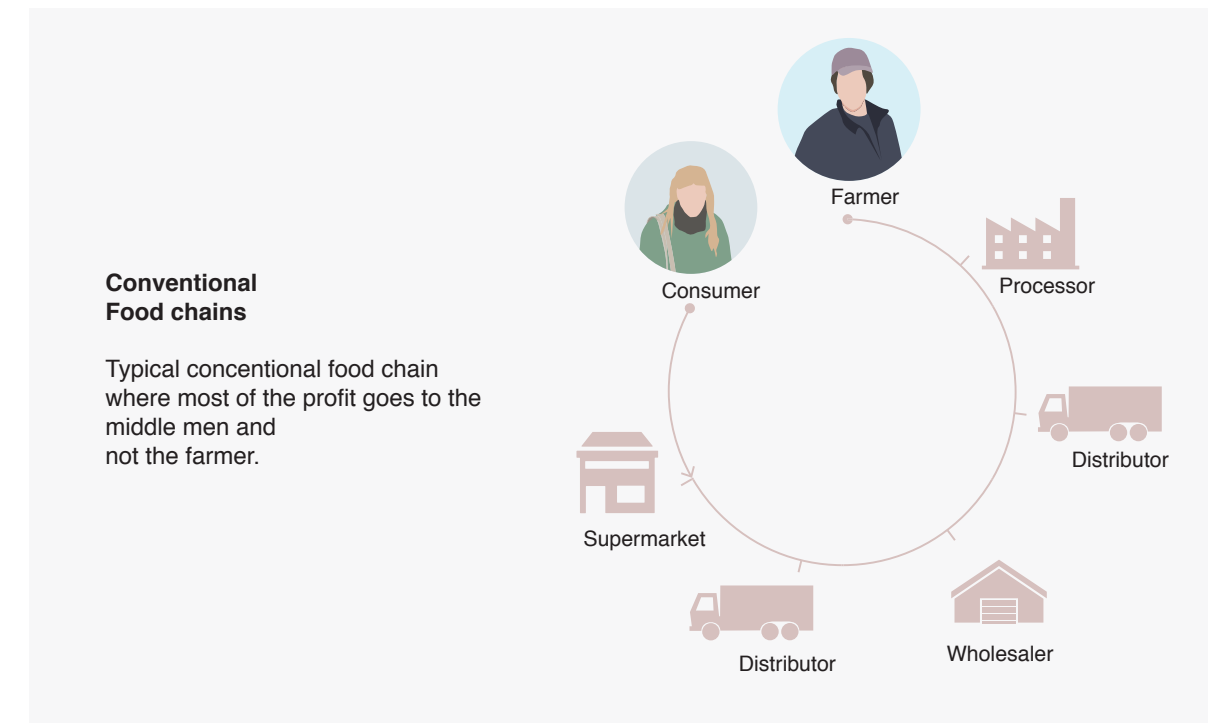 Conventional
Food chains
Typical concentional food chain
where most of the profit goes to the
middle men and
not the farmer.
Farmer
Processor
Distributor
Wholesaler
Distributor
Supermarket
Consumer